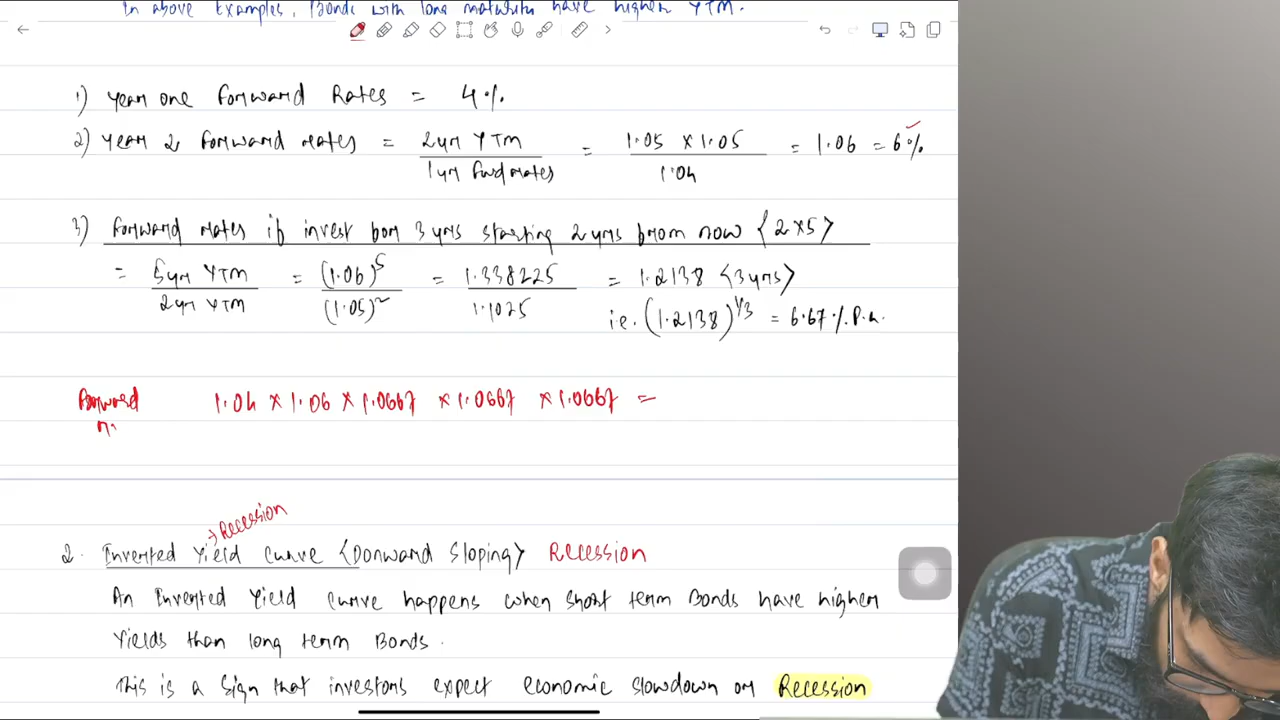 In above Examples, Bonds with long maturity have higher YTM.
1) Year one Forward Rates = 4%
2) Year 2 forward rates = 2yr YTM / 1yr Fwd rates = 1.05 x 1.05 / 1.04 = 1.06 = 6%
3) Forward rates if invest for 3 yrs starting 2 yrs from now {2x5}
= 5yr YTM / 2yr YTM = (1.06)^5 / (1.05)^2 = 1.338225 / 1.1025 = 1.2138 {3yrs}
i.e. (1.2138)^1/3 = 6.67% P.a.
Forward 1.04 x 1.06 x 1.0667 x 1.0667 x 1.0667 =
→ Recession
2. Inverted Yield curve {Donward Sloping} Recession
An Inverted Yield curve happens when short term Bonds have higher
Yields than long term Bonds.
This is a sign that investors expect economic slowdown or Recession